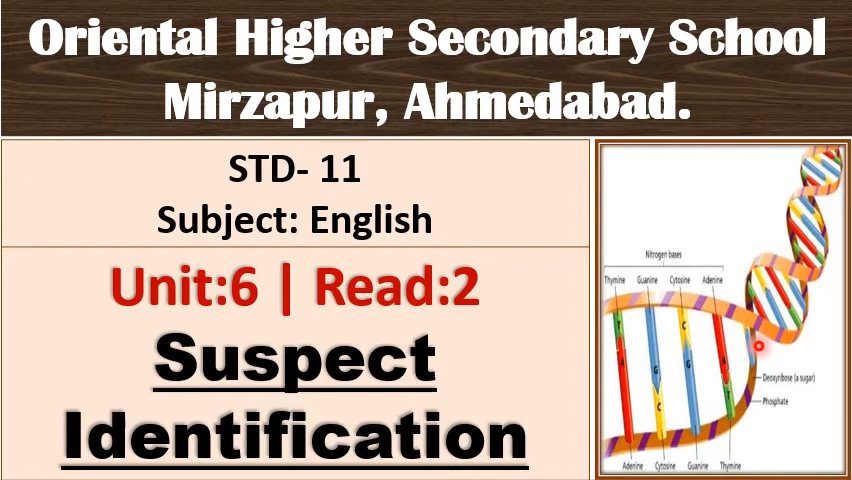 Oriental Higher Secondary School
Mirzapur, Ahmedabad.
STD- 11
Subject: English
Unit:6 | Read:2
Suspect
Identification
Nitrogen bases
Thymine Guanine Cytosine Adenine
T C
A G G A
C T
Deoxyribose (a sugar)
Phosphate
Adenine Cytosine Guanine Thymine